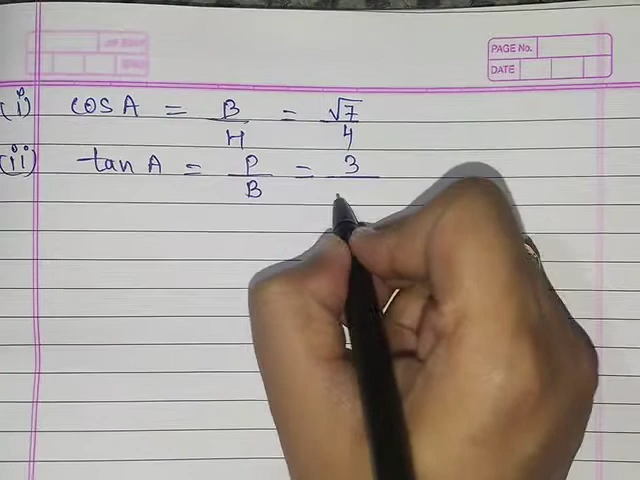 PAGE No.
DATE
(i) cos A = B/H = √7/4
(ii) tan A = P/B = 3/